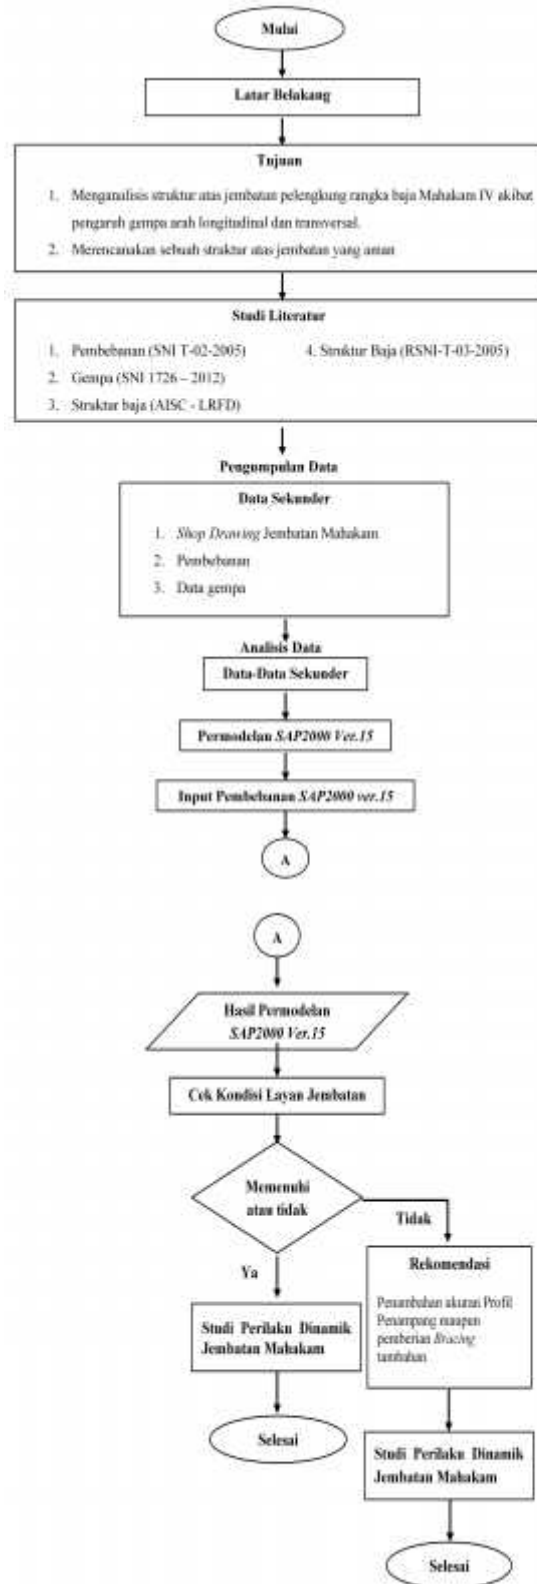 Mulai
Latar Belakang
Tujuan
1. Menganalisis struktur atas jembatan pelengkung rangka baja Mahakam IV akibat
pengaruh gempa arah longitudinal dan transversal.
2. Merencanakan sebuah struktur atas jembatan yang aman
Studi Literatur
1. Pembebanan (SNI T-02-2005)
4. Struktur Baja (RSNI-T-03-2005)
2. Gempa (SNI 1726 – 2012)
3. Struktur baja (AISC - LRFD)
Pengumpulan Data
Data Sekunder
1. Shop Drawing Jembatan Mahakam
2. Pembebanan
3. Data gempa
Analisis Data
Data-Data Sekunder
Permodelan SAP2000 Ver.15
Input Pembebanan SAP2000 ver.15
A
A
Hasil Permodelan
SAP2000 Ver.15
Cek Kondisi Layan Jembatan
Memenuhi
atau tidak
Tidak
Ya
Rekomendasi
Penambahan ukuran Profil
Penampang maupun
pemberian Bracing
tambahan
Studi Perilaku Dinamik
Jembatan Mahakam
Selesai
Studi Perilaku Dinamik
Jembatan Mahakam
Selesai